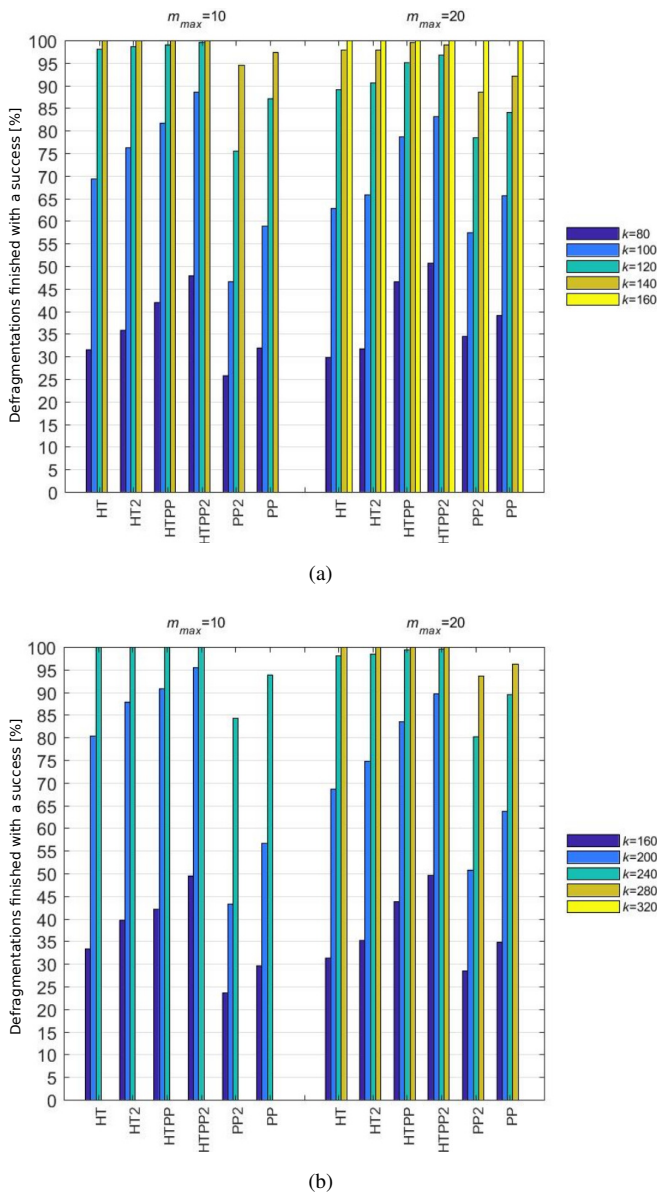 m_max=10
m_max=20
Defragmentations finished with a success [%]
100
95
90
85
80
75
70
65
60
55
50
45
40
35
30
25
20
15
10
5
0
HT
HT2
HTPP
HTPP2
PP2
PP
HT
HT2
HTPP
HTPP2
PP2
PP
k=80
k=100
k=120
k=140
k=160
(a)
m_max=10
m_max=20
Defragmentations finished with a success [%]
100
95
90
85
80
75
70
65
60
55
50
45
40
35
30
25
20
15
10
5
0
HT
HT2
HTPP
HTPP2
PP2
PP
HT
HT2
HTPP
HTPP2
PP2
PP
k=160
k=200
k=240
k=280
k=320
(b)